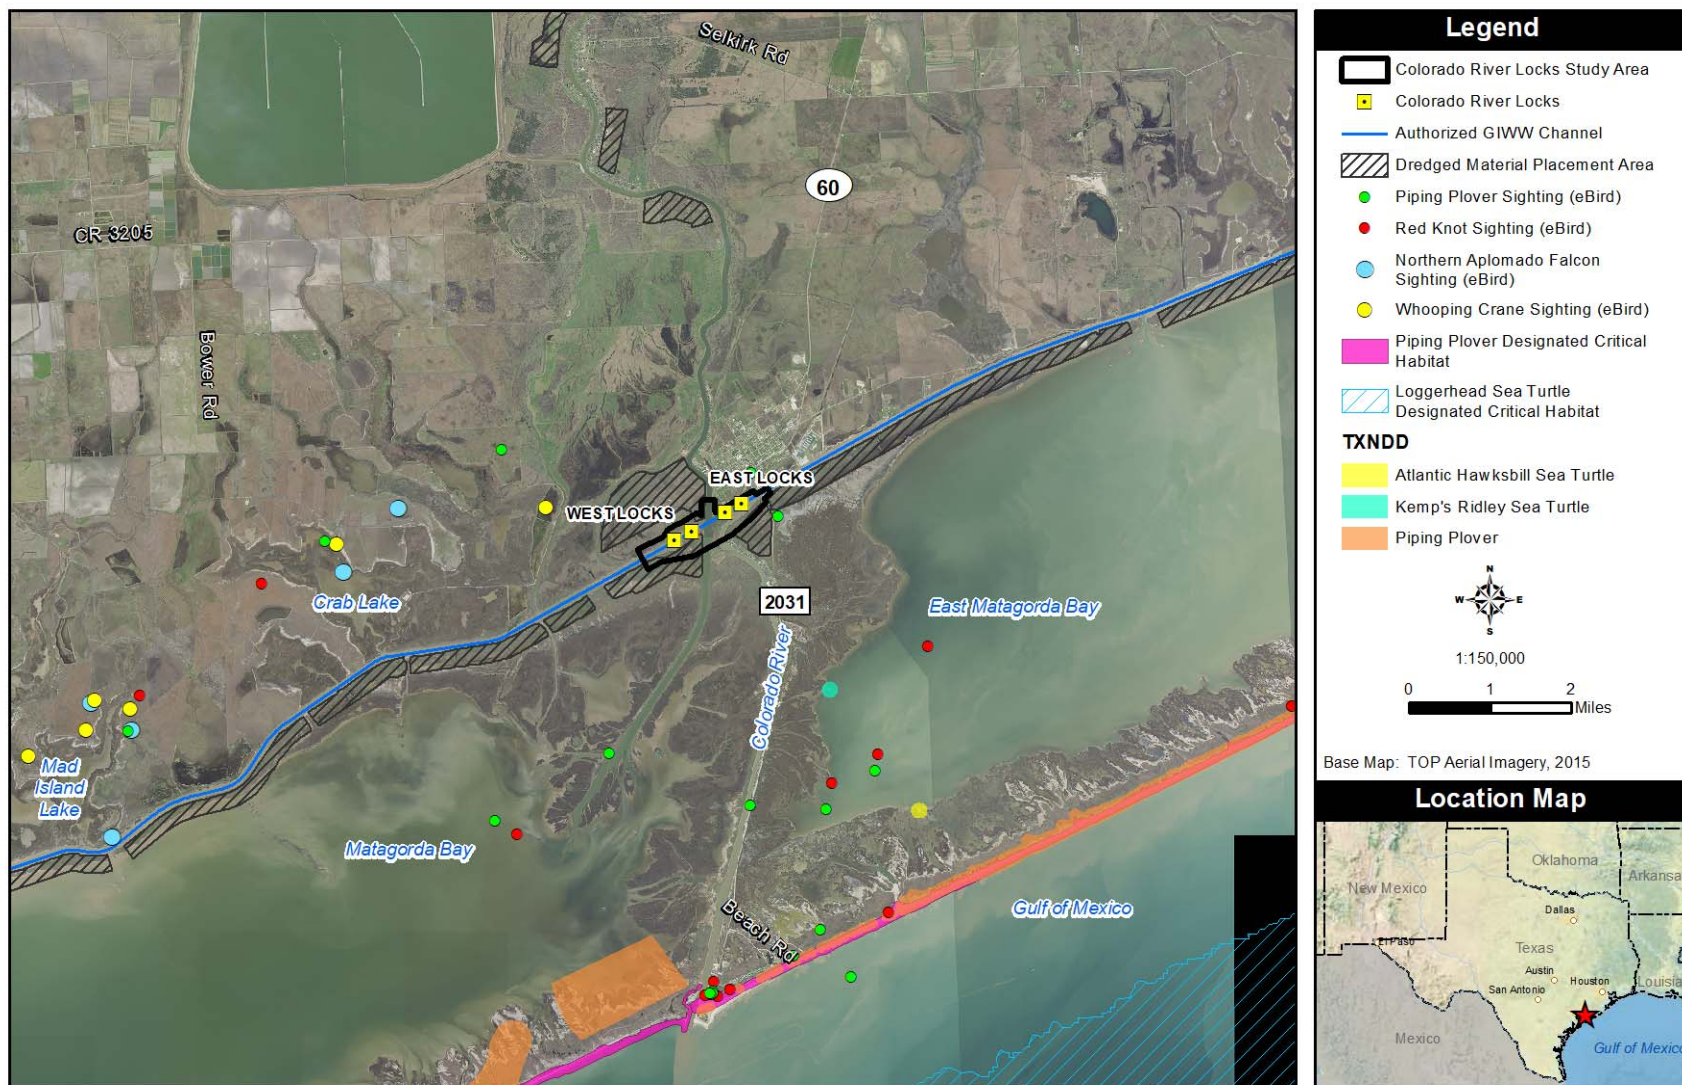 Selkirk Rd
60
CR 3205
Bower Rd
EAST LOCKS
WEST LOCKS
2031
Crab Lake
East Matagorda Bay
Colorado River
Mad
Island
Lake
Matagorda Bay
Beach Rd
Gulf of Mexico
Legend
Colorado River Locks Study Area
Colorado River Locks
Authorized GIWW Channel
Dredged Material Placement Area
Piping Plover Sighting (eBird)
Red Knot Sighting (eBird)
Northern Aplomado Falcon
Sighting (eBird)
Whooping Crane Sighting (eBird)
Piping Plover Designated Critical
Habitat
Loggerhead Sea Turtle
Designated Critical Habitat
TXNDD
Atlantic Hawksbill Sea Turtle
Kemp's Ridley Sea Turtle
Piping Plover
N
W E
S
1:150,000
0 1 2
Miles
Base Map: TOP Aerial Imagery, 2015
Location Map
Oklahoma
Arkansa
New Mexico
Dallas
El Paso
Texas
Austin
Houston
Louisia
San Antonio
Mexico
Gulf of Mexico